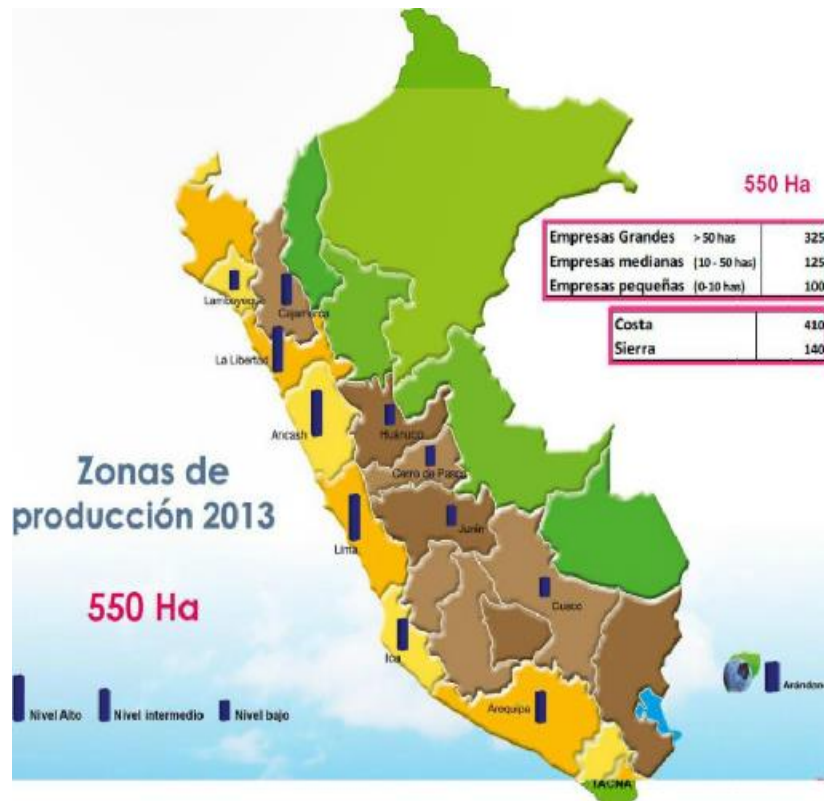 550 Ha
Empresas Grandes > 50 has 325
Empresas medianas (10 - 50 has) 125
Empresas pequeñas (0-10 has) 100
Costa 410
Sierra 140
Lambayeque
Cajamarca
La Libertad
Ancash
Huánuco
Cerro de Pasco
Junín
Lima
Cusco
Ica
Arequipa
TACNA
Zonas de
producción 2013
550 Ha
Nivel Alto
Nivel intermedio
Nivel bajo
Arándano